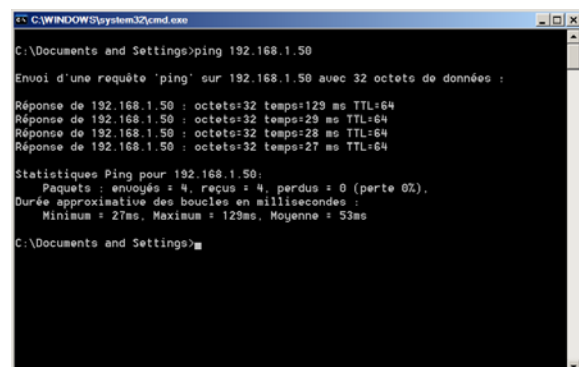 C:\WINDOWS\system32\cmd.exe
C:\Documents and Settings>ping 192.168.1.50
Envoi d'une requête 'ping' sur 192.168.1.50 avec 32 octets de données :
Réponse de 192.168.1.50 : octets=32 temps=129 ms TTL=64
Réponse de 192.168.1.50 : octets=32 temps=29 ms TTL=64
Réponse de 192.168.1.50 : octets=32 temps=28 ms TTL=64
Réponse de 192.168.1.50 : octets=32 temps=27 ms TTL=64
Statistiques Ping pour 192.168.1.50:
Paquets : envoyés = 4, reçus = 4, perdus = 0 (perte 0%),
Durée approximative des boucles en millisecondes :
Minimum = 27ms, Maximum = 129ms, Moyenne = 53ms
C:\Documents and Settings>